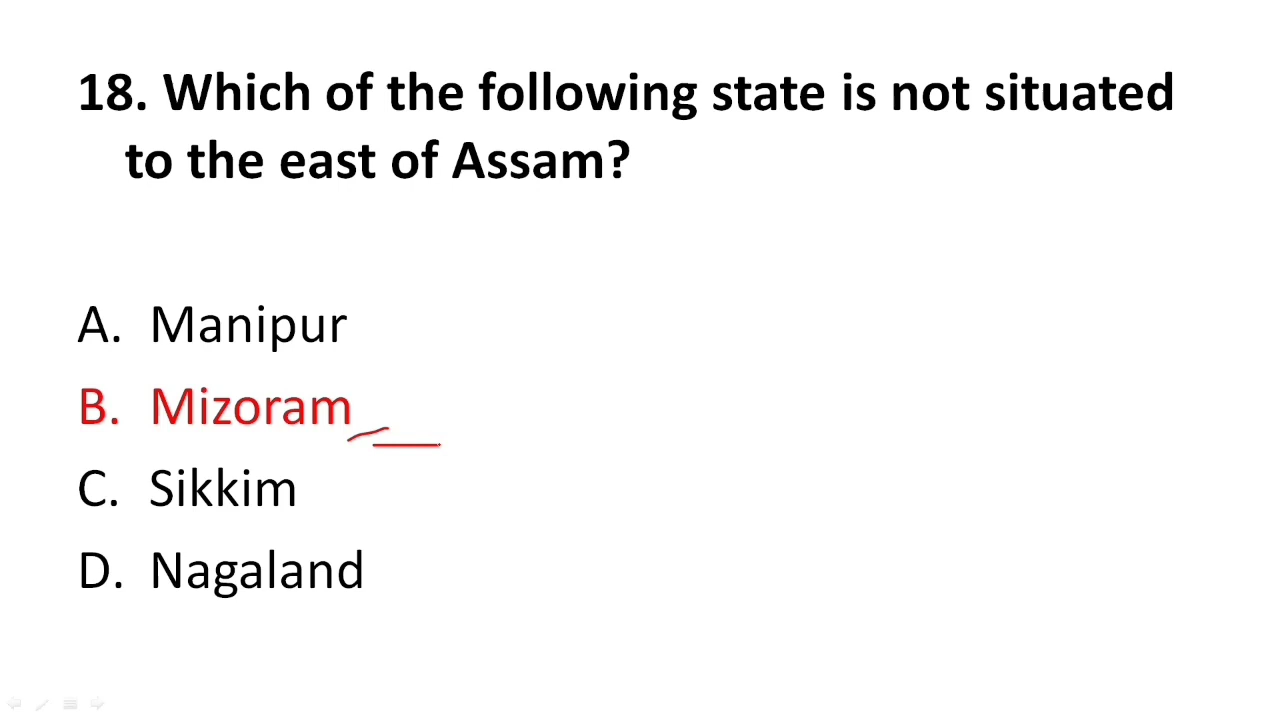 18. Which of the following state is not situated
to the east of Assam?
A. Manipur
B. Mizoram
C. Sikkim
D. Nagaland